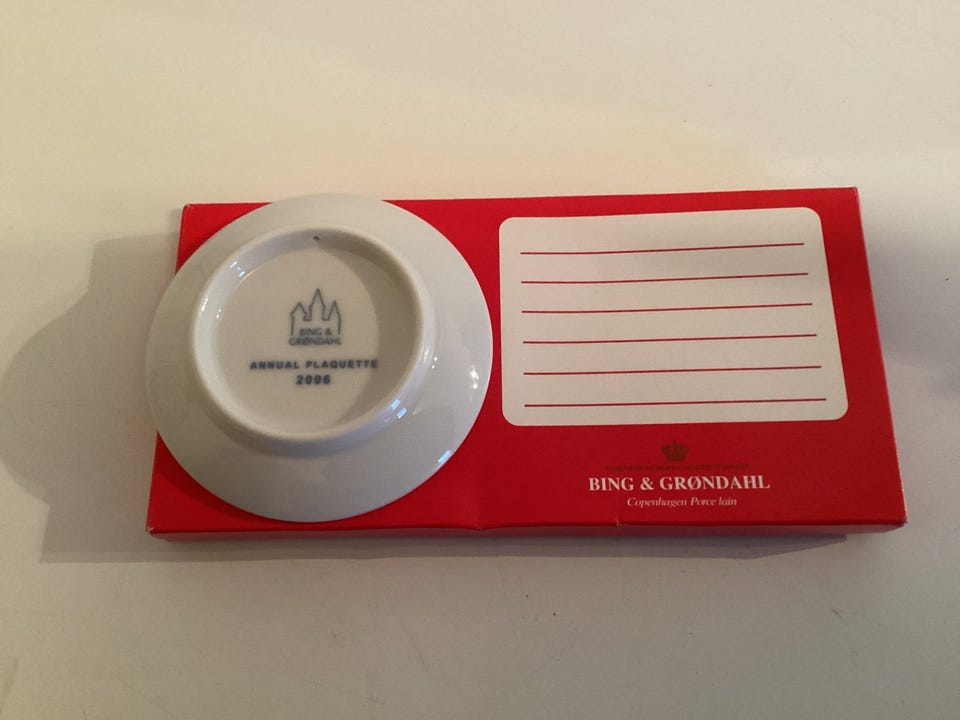 BING &
GRØNDAHL
ANNUAL PLAQUETTE
2006
BING & GRØNDAHL
Copenhagen Porce lain